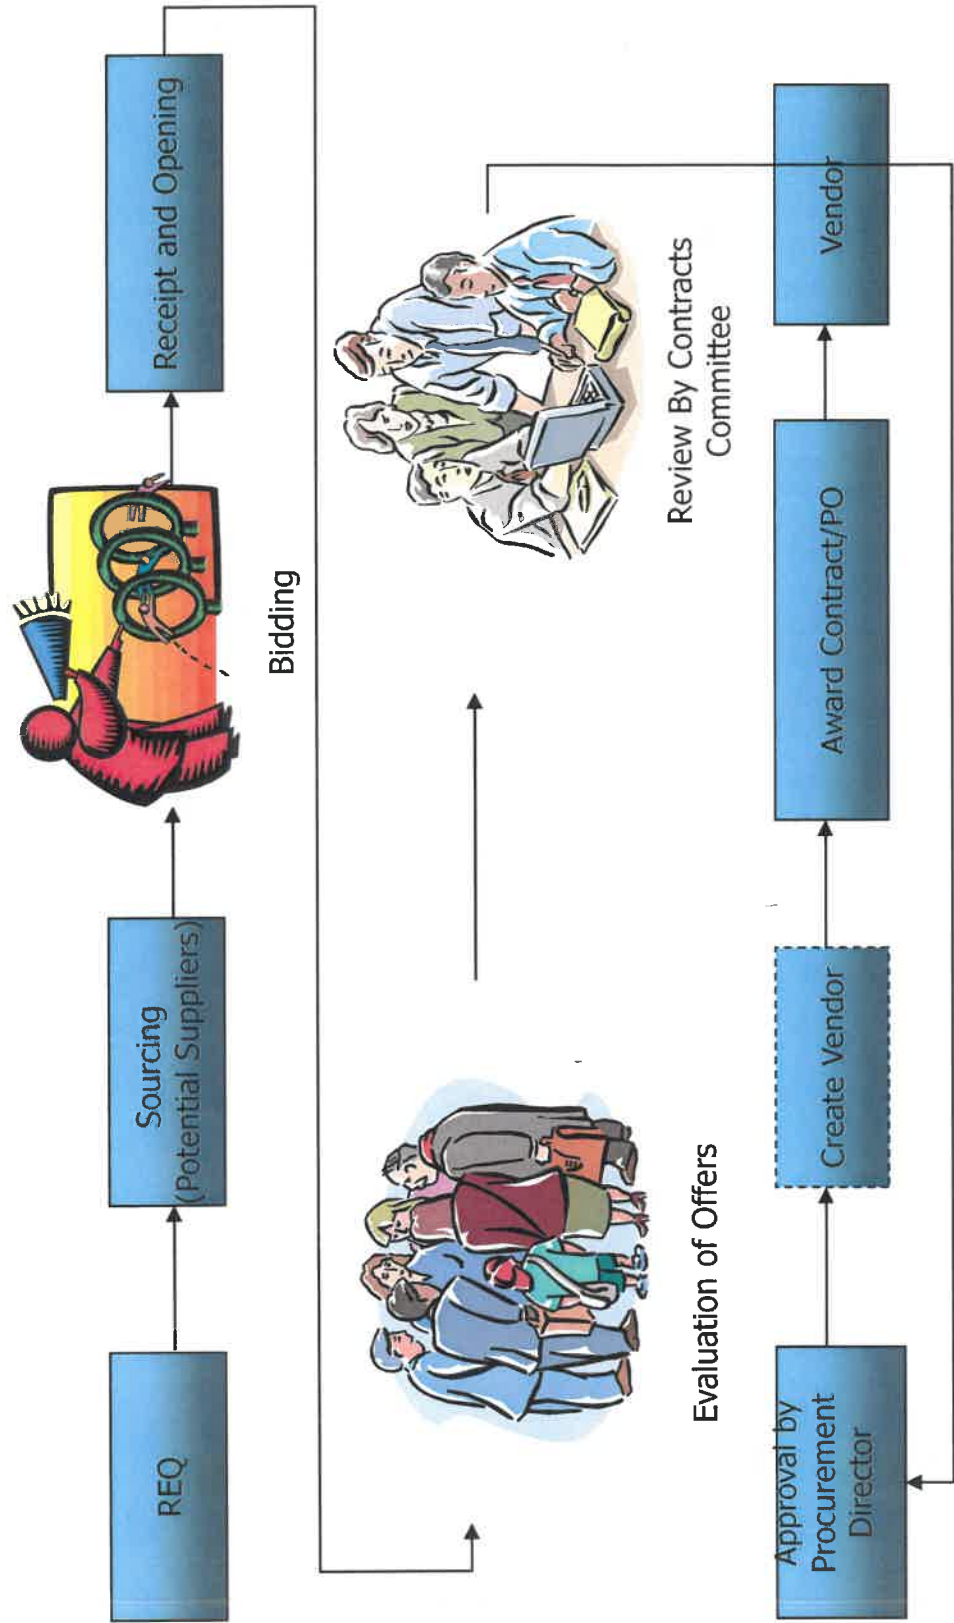 REQ
Sourcing
(Potential Suppliers)
Bidding
Receipt and Opening
Evaluation of Offers
Review By Contracts
Committee
Approval by
Procurement
Director
Create Vendor
Award Contract/PO
Vendor